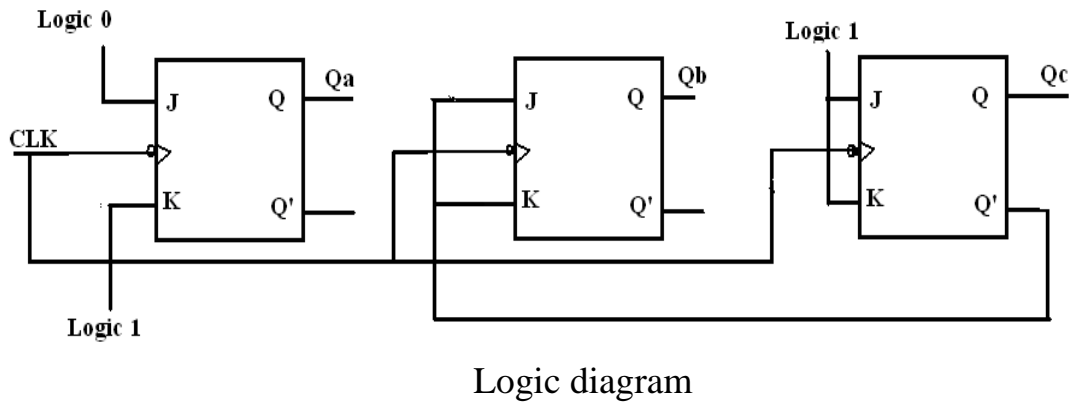 Logic 0
Logic 1
J Q Qa
J Q Qb
J Q Qc
CLK
K Q'
K Q'
K Q'
Logic 1
Logic diagram